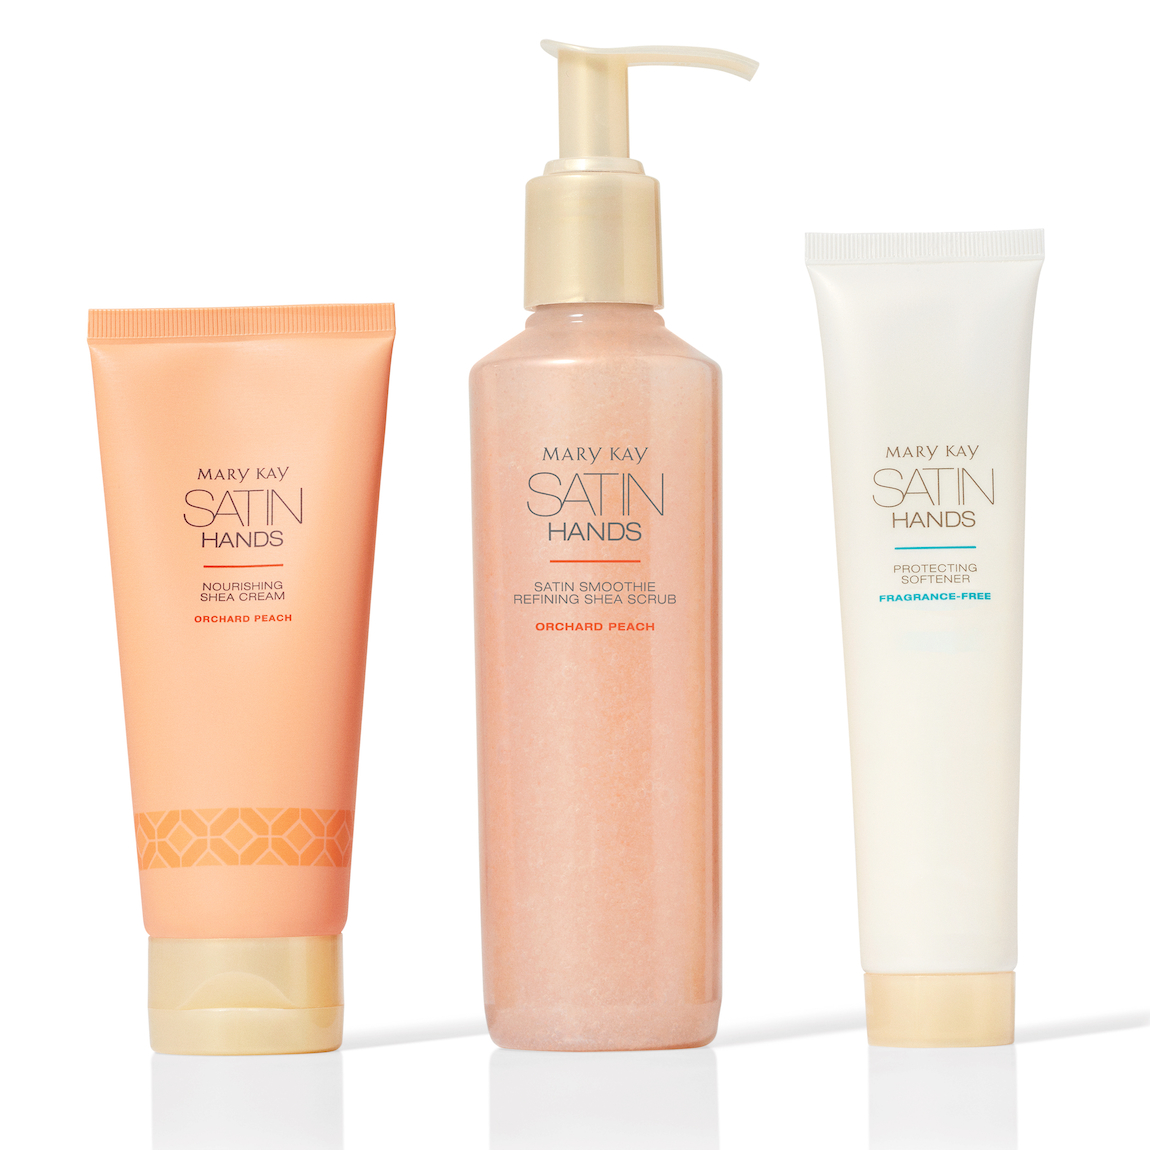 MARY KAY
SATIN
HANDS
NOURISHING
SHEA CREAM
ORCHARD PEACH
MARY KAY
SATIN
HANDS
SATIN SMOOTHIE
REFINING SHEA SCRUB
ORCHARD PEACH
MARY KAY
SATIN
HANDS
PROTECTING
SOFTENER
FRAGRANCE-FREE